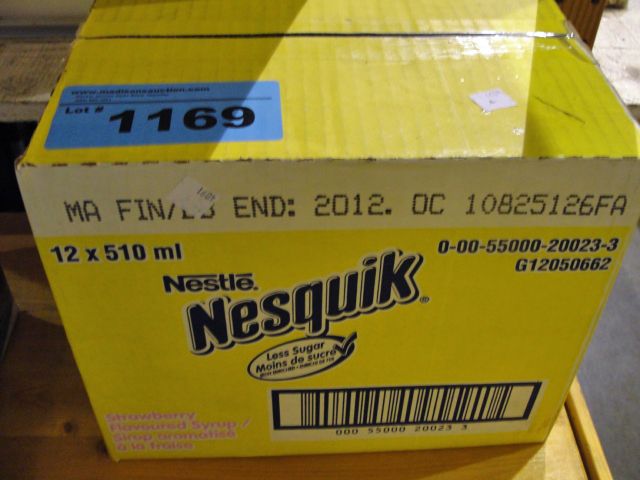 www.madisonsauction.com
Lot # 1169
MA FIN/ END: 2012. OC 10825126FA
12 x 510 ml
0-00-55000-20023-3
G12050662
Nestlé®
Nesquik®
Less Sugar
Moins de sucre
Strawberry
Flavoured Syrup /
Sirop aromatisé
à la fraise
000 55000 20023 3